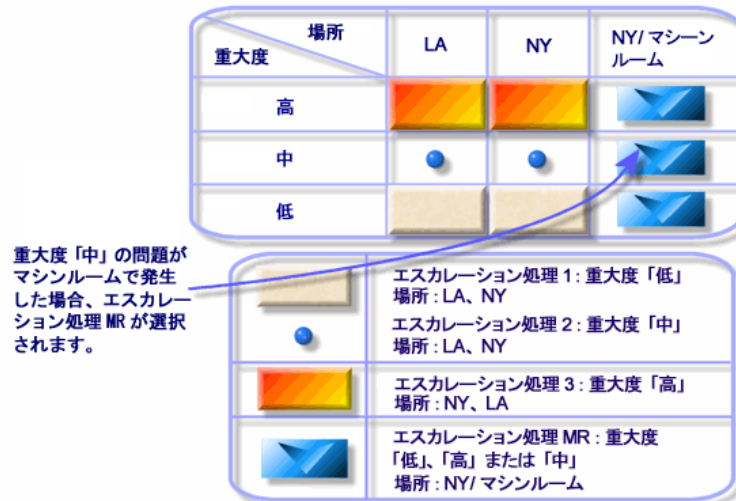 場所
重大度
LA
NY
NY/ マシーン
ルーム
高
中
低
重大度「中」の問題が
マシンルームで発生
した場合、エスカレー
ション処理 MR が選択
されます。
エスカレーション処理 1 : 重大度「低」
場所 : LA、NY
エスカレーション処理 2 : 重大度「中」
場所 : LA、NY
エスカレーション処理 3 : 重大度「高」
場所 : NY、LA
エスカレーション処理 MR : 重大度
「低」、「高」または「中」
場所 : NY/ マシンルーム